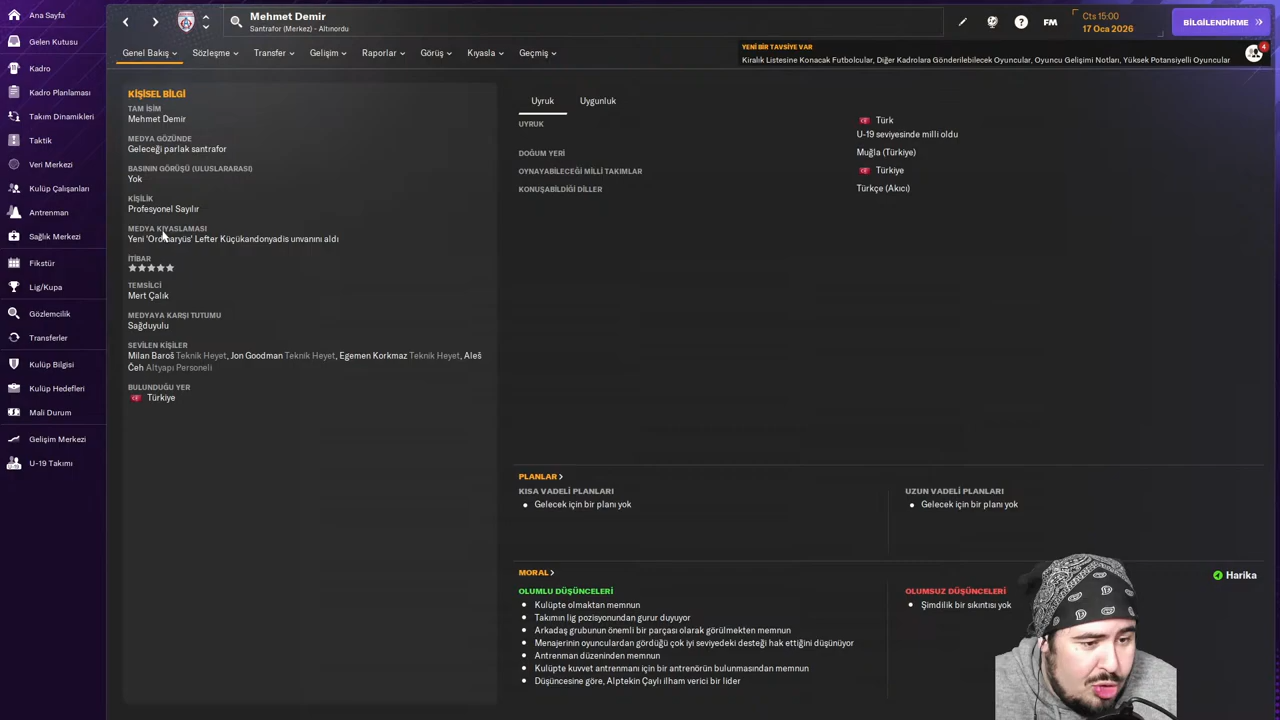 Ana Sayfa
Gelen Kutusu
Kadro
Kadro Planlaması
Takım Dinamikleri
Taktik
Veri Merkezi
Kulüp Çalışanları
Antrenman
Sağlık Merkezi
Fikstür
Lig/Kupa
Gözlemcilik
Transferler
Kulüp Bilgisi
Kulüp Hedefleri
Mali Durum
Gelişim Merkezi
U-19 Takımı
Mehmet Demir
Santrafor (Merkez) - Altınordu
FM
Cts 15:00
17 Oca 2026
BİLGİLENDİRME
Genel Bakış
Sözleşme
Transfer
Gelişim
Raporlar
Görüş
Kıyasla
Geçmiş
YENİ BİR TAVSİYE VAR
Kiralık Listesine Konacak Futbolcular, Diğer Kadrolara Gönderilebilecek Oyuncular, Oyuncu Gelişimi Notları, Yüksek Potansiyelli Oyuncular
4
KİŞİSEL BİLGİ
TAM İSİM
Mehmet Demir
MEDYA GÖZÜNDE
Geleceği parlak santrafor
BASININ GÖRÜŞÜ (ULUSLARARASI)
Yok
KİŞİLİK
Profesyonel Sayılır
MEDYA KIYASLAMASI
Yeni 'Ordinaryüs' Lefter Küçükandonyadis unvanını aldı
İTİBAR
TEMSİLCİ
Mert Çalık
MEDYAYA KARŞI TUTUMU
Sağduyulu
SEVİLEN KİŞİLER
Milan Baroš Teknik Heyet, Jon Goodman Teknik Heyet, Egemen Korkmaz Teknik Heyet, Aleš
Čeh Altyapı Personeli
BULUNDUĞU YER
Türkiye
Uyruk
Uygunluk
UYRUK
Türk
U-19 seviyesinde milli oldu
DOĞUM YERİ
Muğla (Türkiye)
OYNAYABİLECEĞİ MİLLİ TAKIMLAR
Türkiye
KONUŞABİLDİĞİ DİLLER
Türkçe (Akıcı)
PLANLAR
KISA VADELİ PLANLARI
Gelecek için bir planı yok
UZUN VADELİ PLANLARI
Gelecek için bir planı yok
MORAL
Harika
OLUMLU DÜŞÜNCELERİ
Kulüpte olmaktan memnun
Takımın lig pozisyonundan gurur duyuyor
Arkadaş grubunun önemli bir parçası olarak görülmekten memnun
Menajerinin oyunculardan gördüğü çok iyi seviyedeki desteği hak ettiğini düşünüyor
Antrenman düzeninden memnun
Kulüpte kuvvet antrenmanı için bir antrenörün bulunmasından memnun
Düşüncesine göre, Alptekin Çaylı ilham verici bir lider
OLUMSUZ DÜŞÜNCELERİ
Şimdilik bir sıkıntısı yok